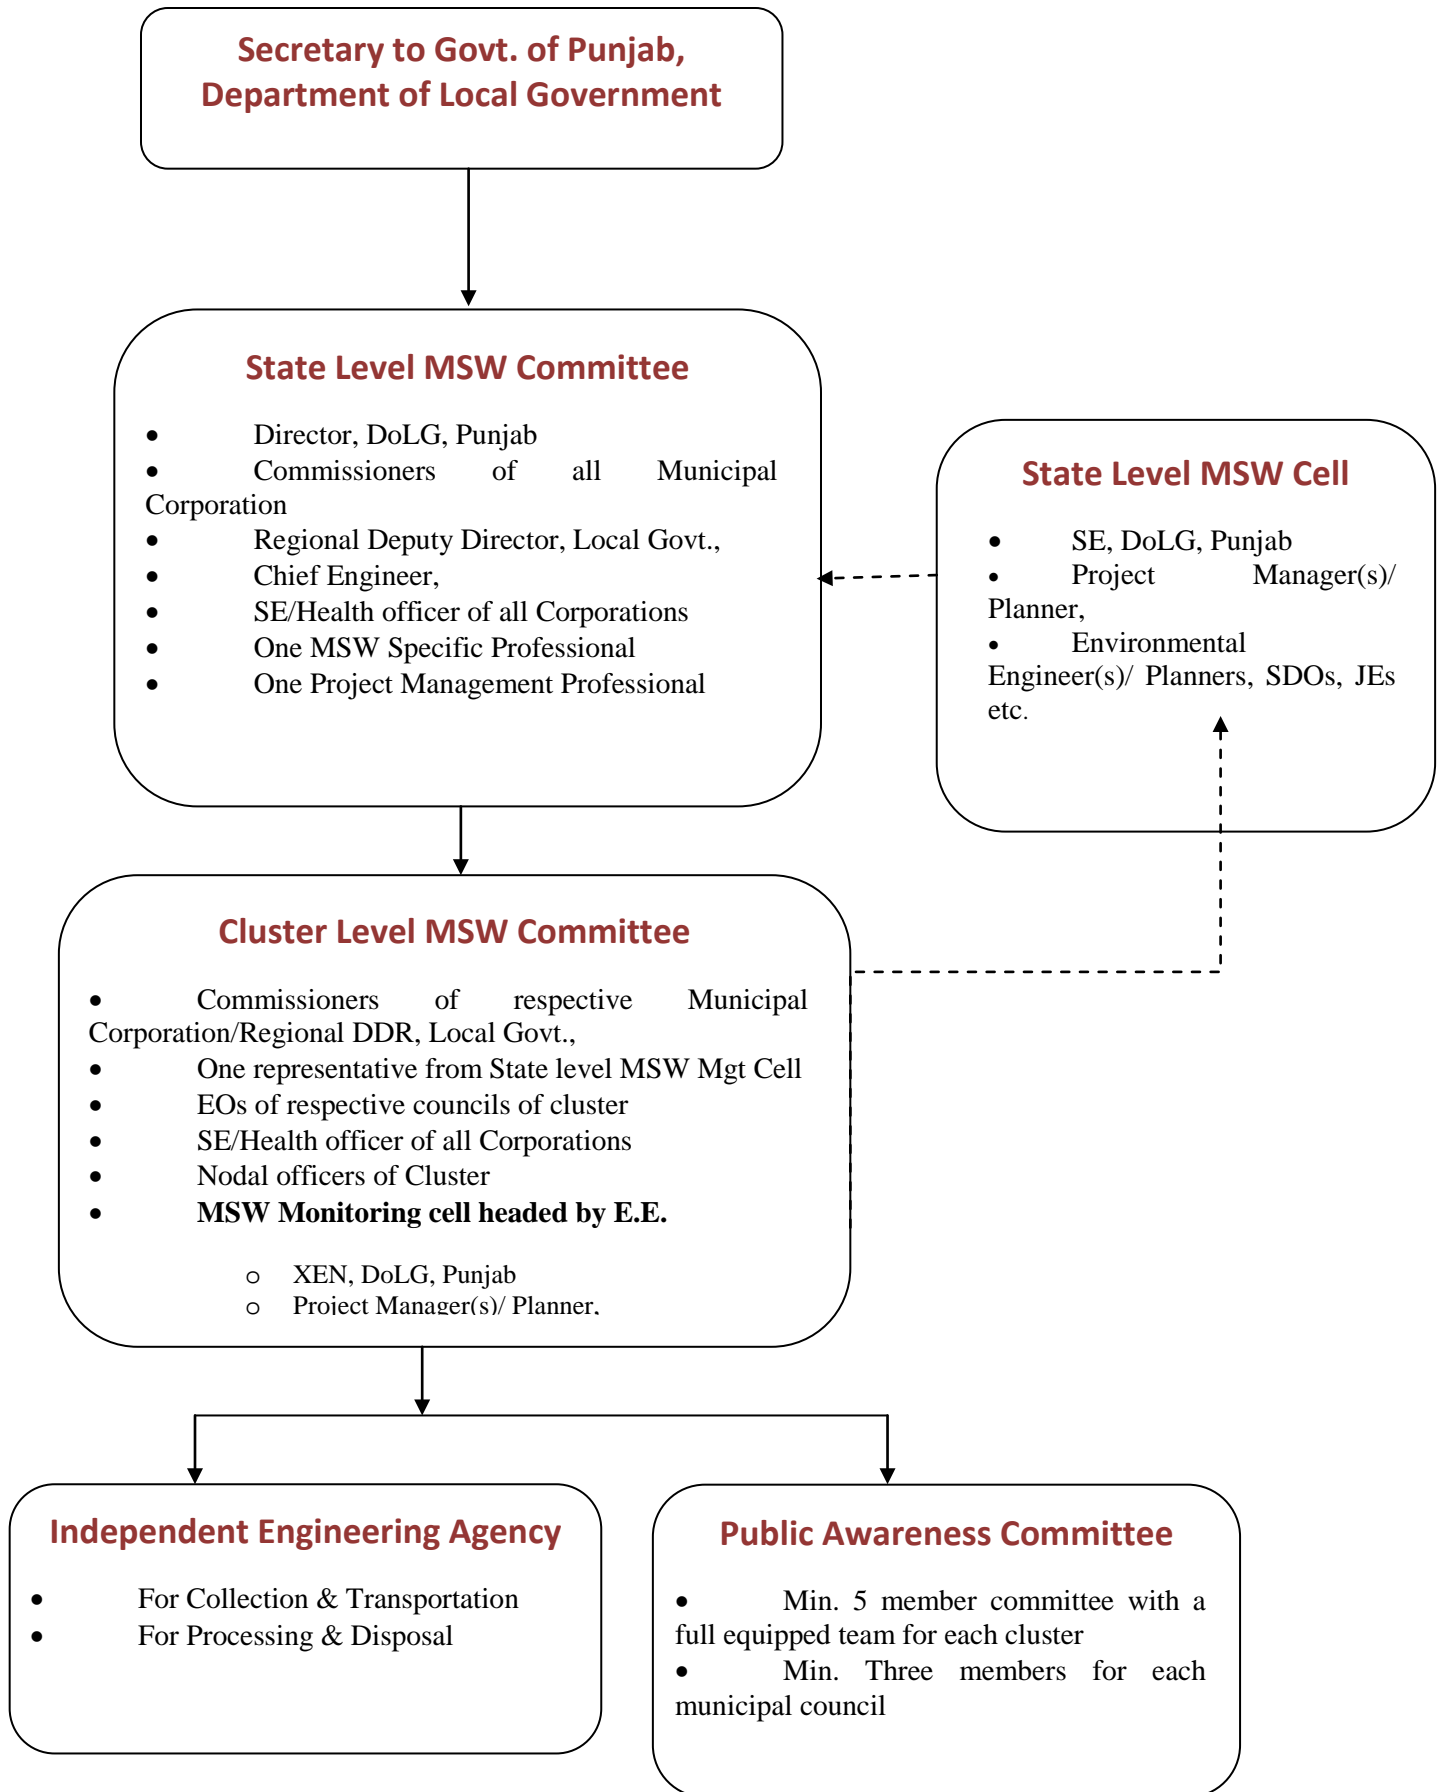 Secretary to Govt. of Punjab,
Department of Local Government
State Level MSW Committee
• Director, DoLG, Punjab
• Commissioners of all Municipal
Corporation
• Regional Deputy Director, Local Govt.,
• Chief Engineer,
• SE/Health officer of all Corporations
• One MSW Specific Professional
• One Project Management Professional
State Level MSW Cell
• SE, DoLG, Punjab
• Project Manager(s)/
Planner,
• Environmental
Engineer(s)/ Planners, SDOs, JEs
etc.
Cluster Level MSW Committee
• Commissioners of respective Municipal
Corporation/Regional DDR, Local Govt.,
• One representative from State level MSW Mgt Cell
• EOs of respective councils of cluster
• SE/Health officer of all Corporations
• Nodal officers of Cluster
• MSW Monitoring cell headed by E.E.
o XEN, DoLG, Punjab
o Project Manager(s)/ Planner,
Independent Engineering Agency
• For Collection & Transportation
• For Processing & Disposal
Public Awareness Committee
• Min. 5 member committee with a
full equipped team for each cluster
• Min. Three members for each
municipal council